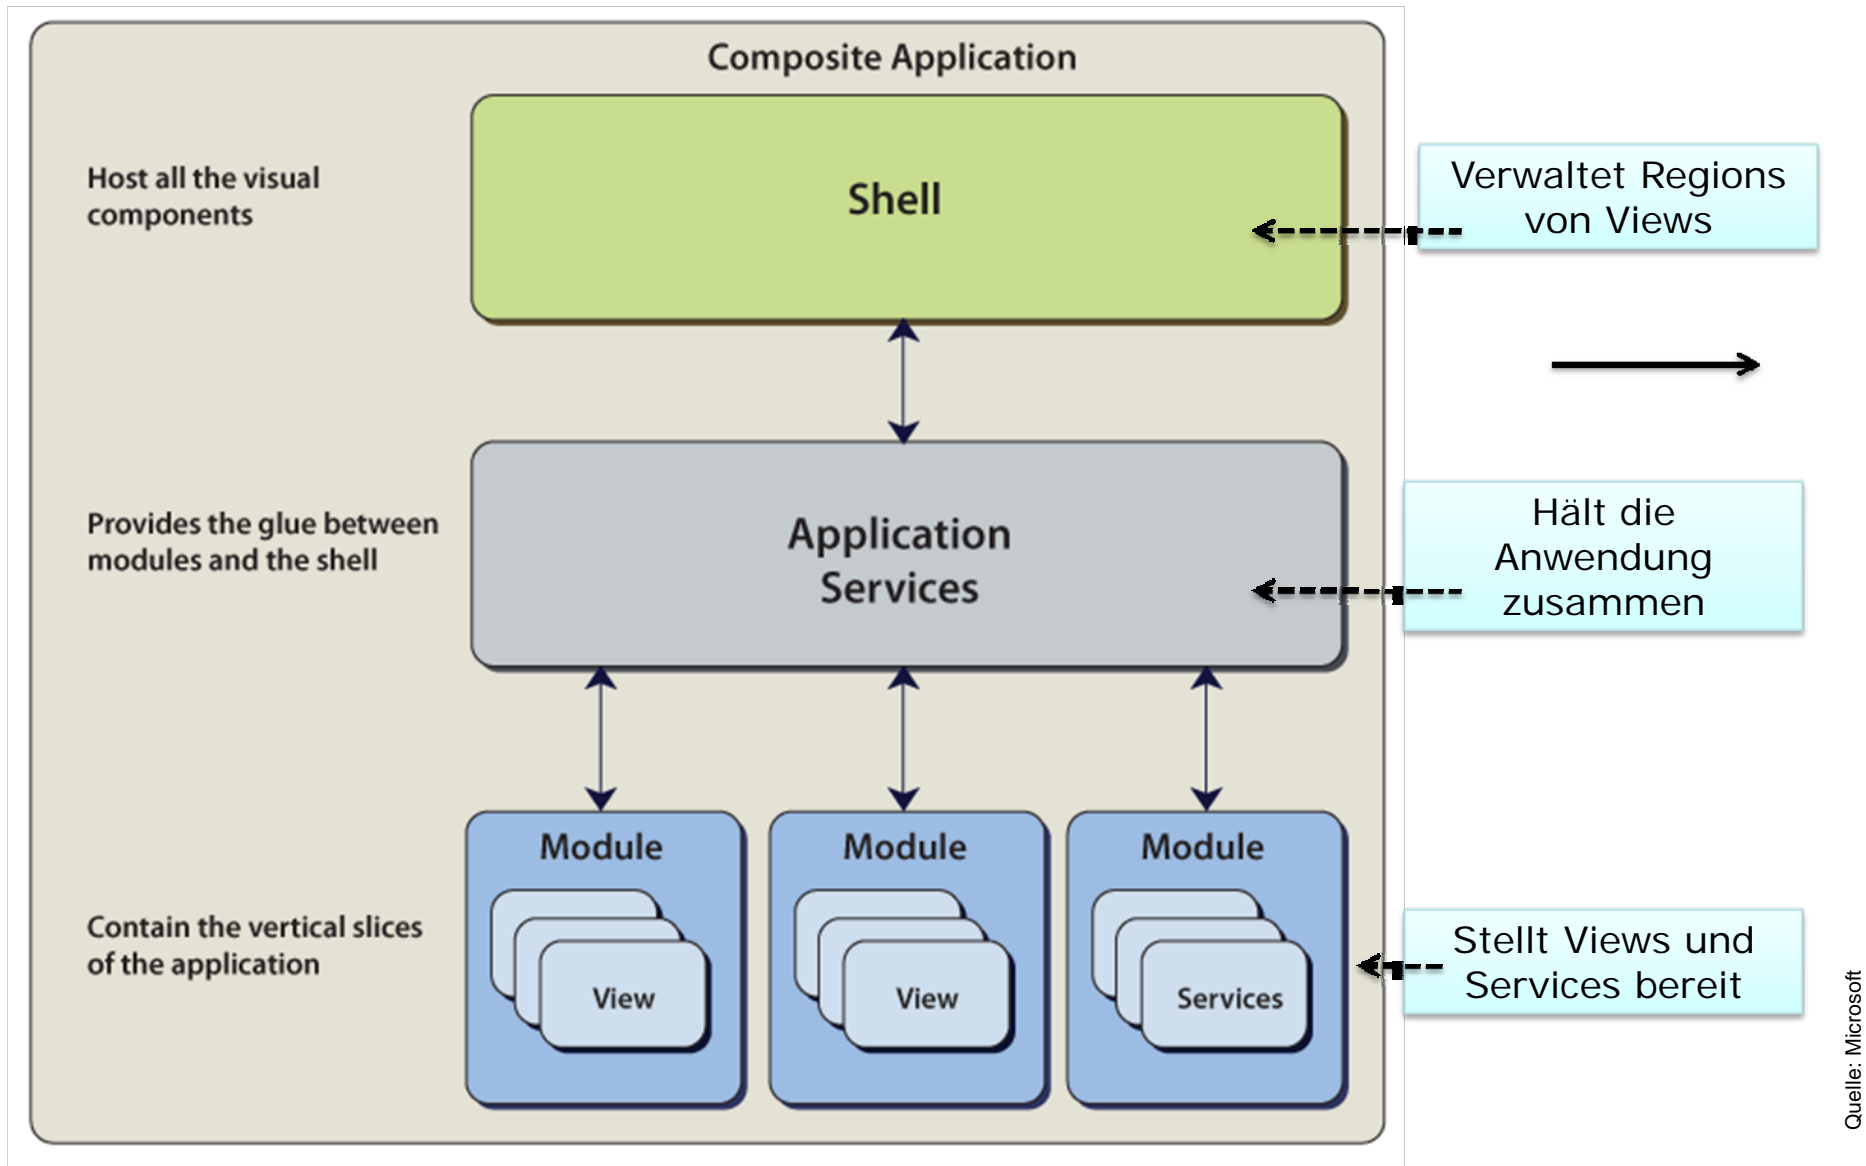 Composite Application
Host all the visual
components
Shell
Verwaltet Regions
von Views
Provides the glue between
modules and the shell
Application
Services
Hält die
Anwendung
zusammen
Contain the vertical slices
of the application
Module
View
Module
View
Module
Services
Stellt Views und
Services bereit
Quelle: Microsoft